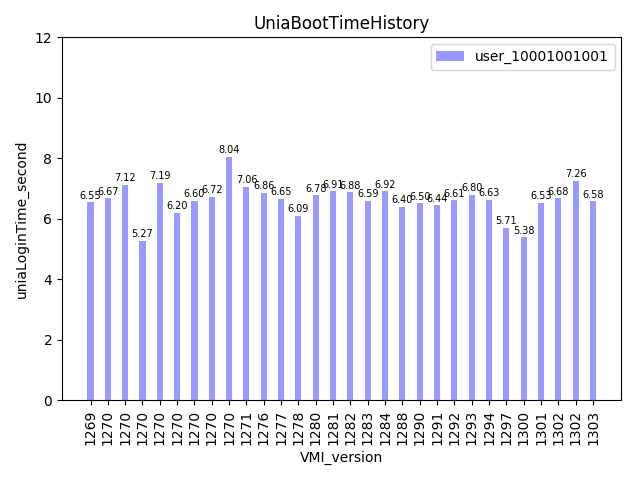 UniaBootTimeHistory
user_10001001001
uniaLoginTime_second
12
10
8
6
4
2
0
6.55 6.67 7.12 5.27 7.19 6.20 6.60 6.72 8.04 7.06 6.86 6.65 6.09 6.78 6.91 6.88 6.59 6.92 6.40 6.50 6.44 6.61 6.80 6.63 5.71 5.38 6.53 6.68 7.26 6.58
1269 1270 1270 1270 1270 1270 1270 1270 1270 1271 1276 1277 1278 1280 1281 1282 1283 1284 1288 1290 1291 1292 1293 1294 1297 1300 1301 1302 1302 1303
VMI_version